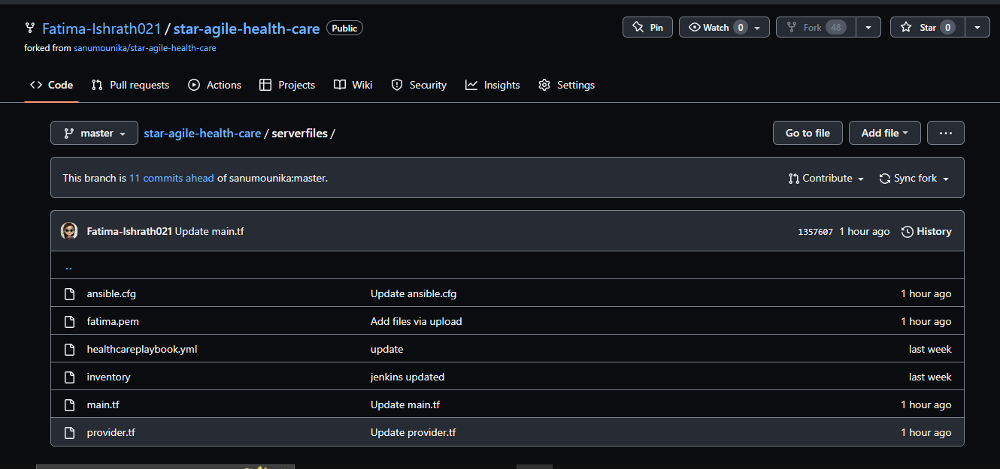 Fatima-Ishrath021 / star-agile-health-care Public Pin Watch 0 Fork 48 Star 0
forked from sanumounika/star-agile-health-care
Code Pull requests Actions Projects Wiki Security Insights Settings
master star-agile-health-care / serverfiles / Go to file Add file ...
This branch is 11 commits ahead of sanumounika:master. Contribute Sync fork
Fatima-Ishrath021 Update main.tf 1357607 1 hour ago History
..
ansible.cfg Update ansible.cfg 1 hour ago
fatima.pem Add files via upload 1 hour ago
healthcareplaybook.yml update last week
inventory jenkins updated last week
main.tf Update main.tf 1 hour ago
provider.tf Update provider.tf 1 hour ago